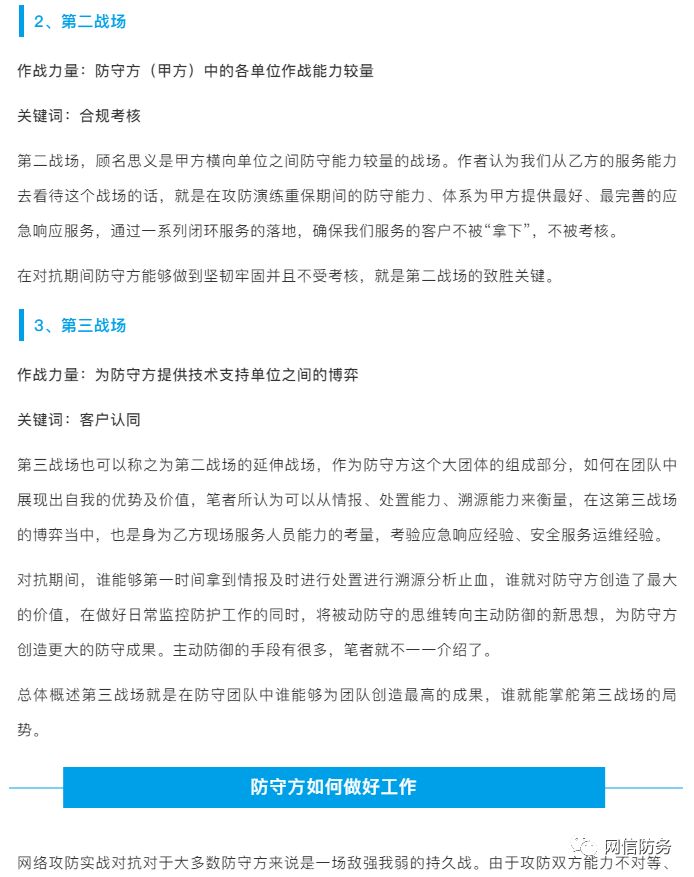 2、第二战场
作战力量：防守方（甲方）中的各单位作战能力较量
关键词：合规考核
第二战场，顾名思义是甲方横向单位之间防守能力较量的战场。作者认为我们从乙方的服务能力
去看待这个战场的话，就是在攻防演练重保期间的防守能力、体系为甲方提供最好、最完善的应
急响应服务，通过一系列闭环服务的落地，确保我们服务的客户不被“拿下”，不被考核。
在对抗期间防守方能够做到坚韧牢固并且不受考核，就是第二战场的致胜关键。
3、第三战场
作战力量：为防守方提供技术支持单位之间的博弈
关键词：客户认同
第三战场也可以称之为第二战场的延伸战场，作为防守方这个大团体的组成部分，如何在团队中
展现出自我的优势及价值，笔者所认为可以从情报、处置能力、溯源能力来衡量，在这第三战场
的博弈当中，也是身为乙方现场服务人员能力的考量，考验应急响应经验、安全服务运维经验。
对抗期间，谁能够第一时间拿到情报及时进行处置进行溯源分析止血，谁就对防守方创造了最大
的价值，在做好日常监控防护工作的同时，将被动防守的思维转向主动防御的新思想，为防守方
创造更大的防守成果。主动防御的手段有很多，笔者就不一一介绍了。
总体概述第三战场就是在防守团队中谁能够为团队创造最高的成果，谁就能掌舵第三战场的局
势。
防守方如何做好工作
网信防务
网络攻防实战对抗对于大多数防守方来说是一场敌强我弱的持久战。由于攻防双方能力不对等、